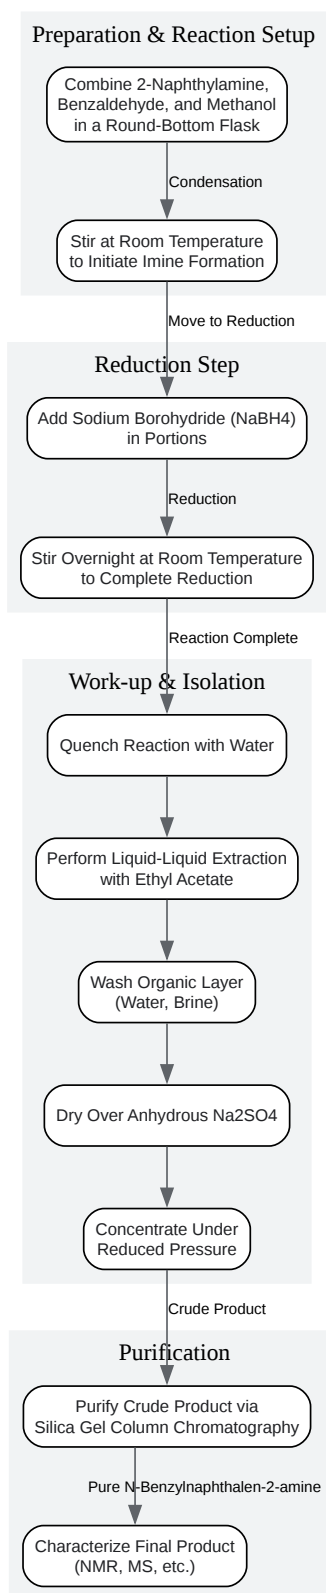 Preparation & Reaction Setup
Combine 2-Naphthylamine,
Benzaldehyde, and Methanol
in a Round-Bottom Flask
Condensation
Stir at Room Temperature
to Initiate Imine Formation
Move to Reduction
Reduction Step
Add Sodium Borohydride (NaBH4)
in Portions
Reduction
Stir Overnight at Room Temperature
to Complete Reduction
Reaction Complete
Work-up & Isolation
Quench Reaction with Water
Perform Liquid-Liquid Extraction
with Ethyl Acetate
Wash Organic Layer
(Water, Brine)
Dry Over Anhydrous Na2SO4
Concentrate Under
Reduced Pressure
Crude Product
Purification
Purify Crude Product via
Silica Gel Column Chromatography
Pure N-Benzylnaphthalen-2-amine
Characterize Final Product
(NMR, MS, etc.)